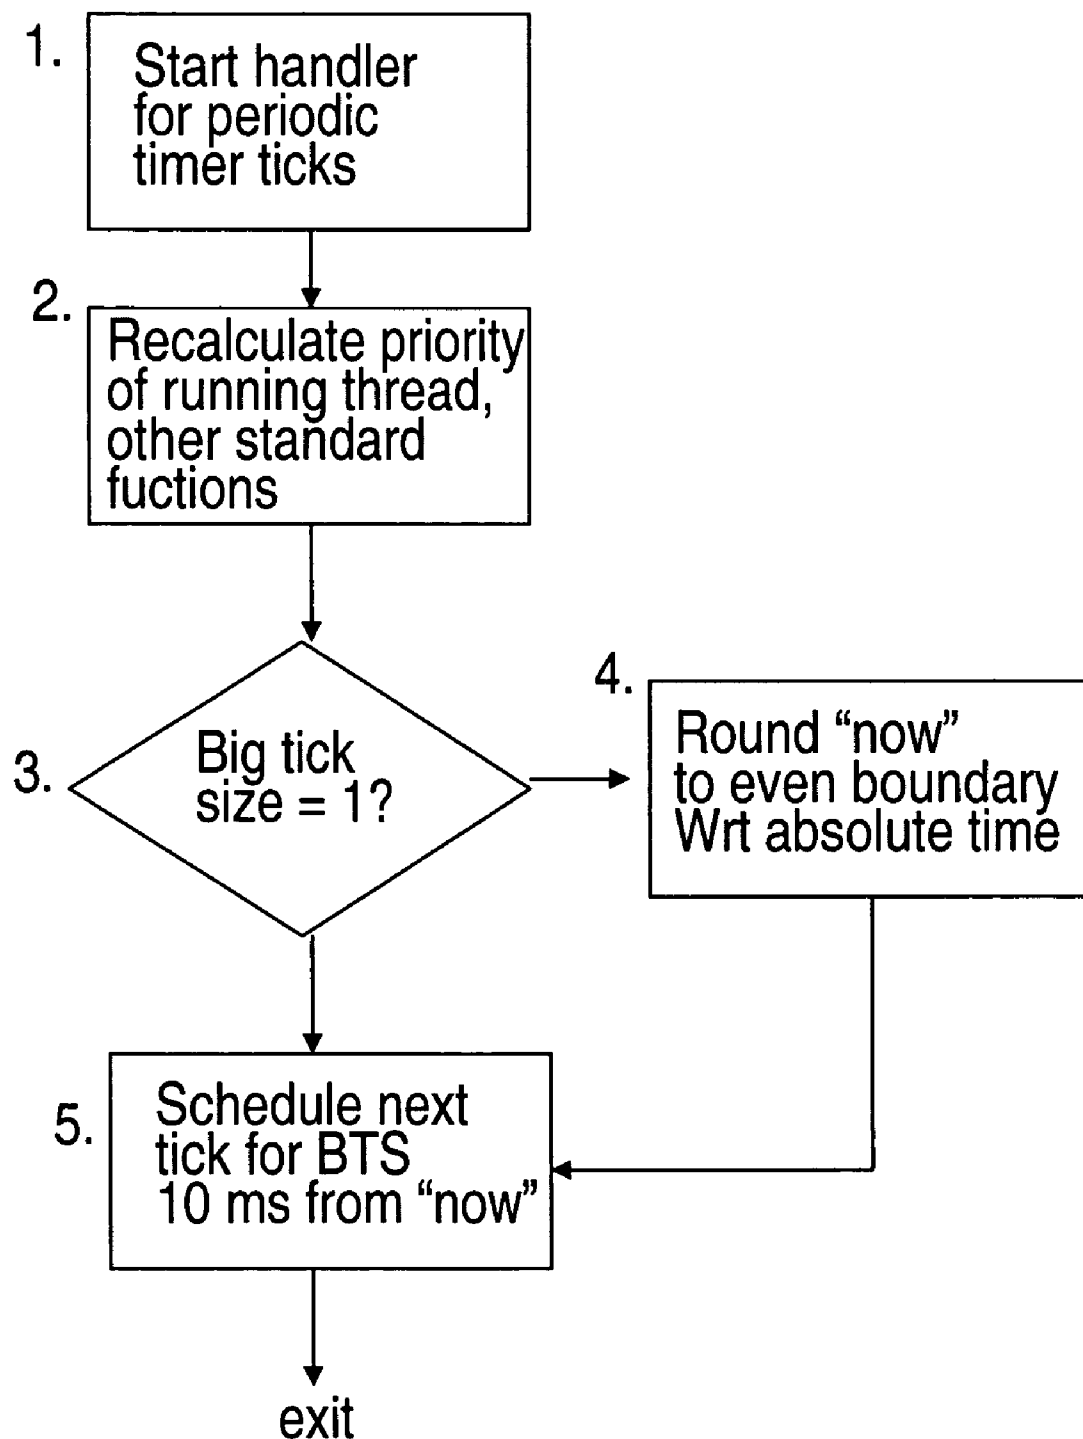 1.
Start handler
for periodic
timer ticks
2.
Recalculate priority
of running thread,
other standard
fuctions
3.
Big tick
size = 1?
4.
Round “now”
to even boundary
Wrt absolute time
5.
Schedule next
tick for BTS
10 ms from “now”
exit